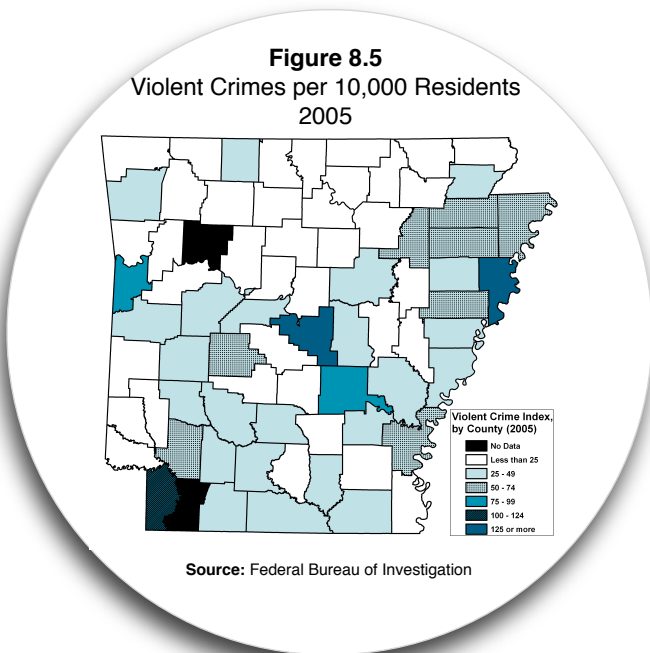 Figure 8.5
Violent Crimes per 10,000 Residents
2005
Violent Crime Index,
by County (2005)
No Data
Less than 25
25 - 49
50 - 74
75 - 99
100 - 124
125 or more
Source: Federal Bureau of Investigation